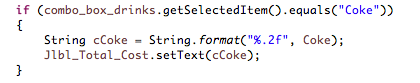 if (combo_box_drinks.getSelectedItem().equals("Coke"))
{
String cCoke = String.format("%.2f", Coke);
Jlbl_Total_Cost.setText(cCoke);
}